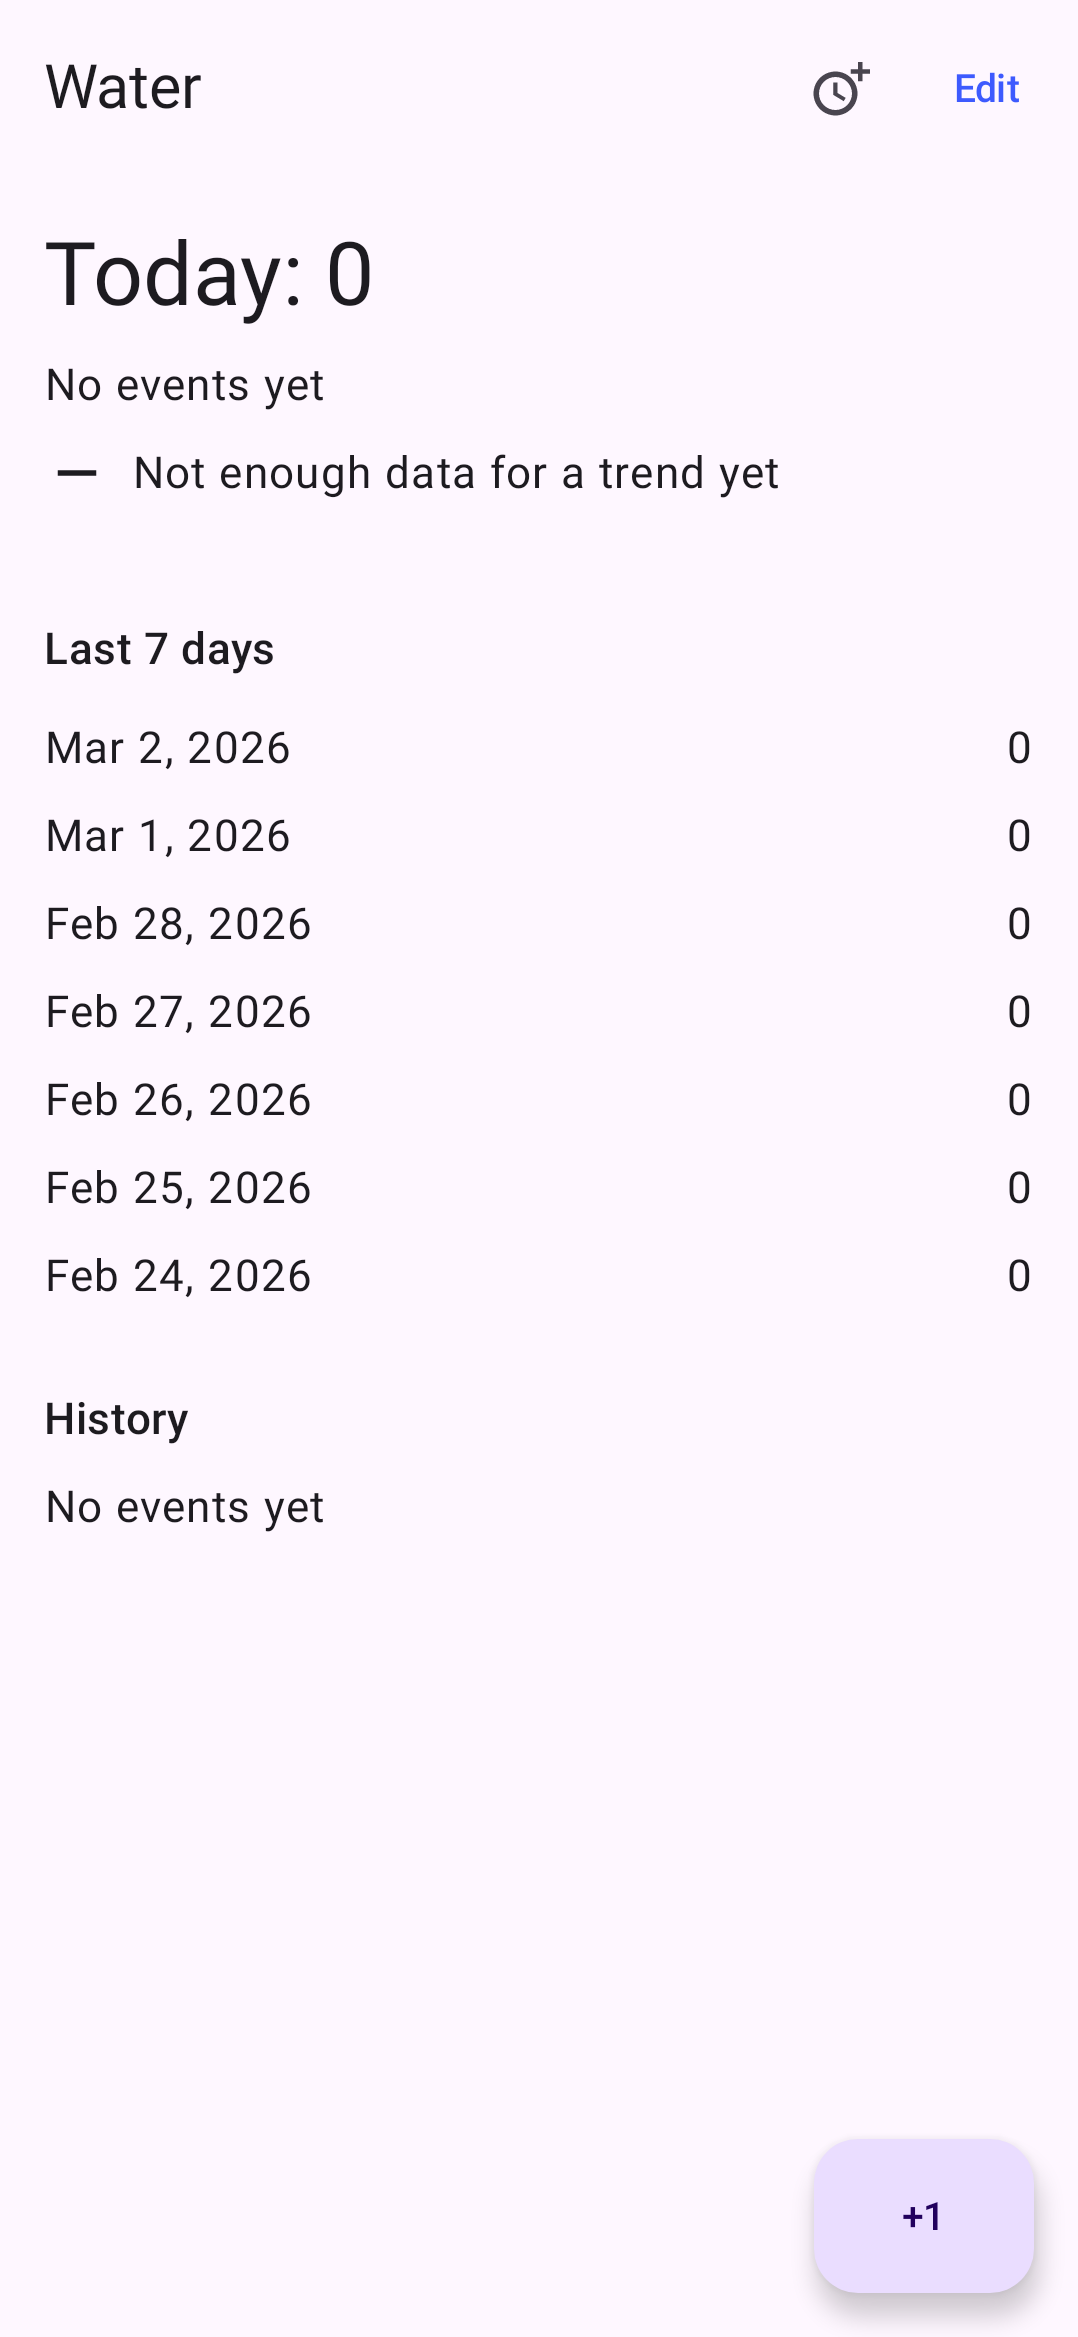 Water
Edit
Today: 0
No events yet
Not enough data for a trend yet
Last 7 days
Mar 2, 2026 0
Mar 1, 2026 0
Feb 28, 2026 0
Feb 27, 2026 0
Feb 26, 2026 0
Feb 25, 2026 0
Feb 24, 2026 0
History
No events yet
+1